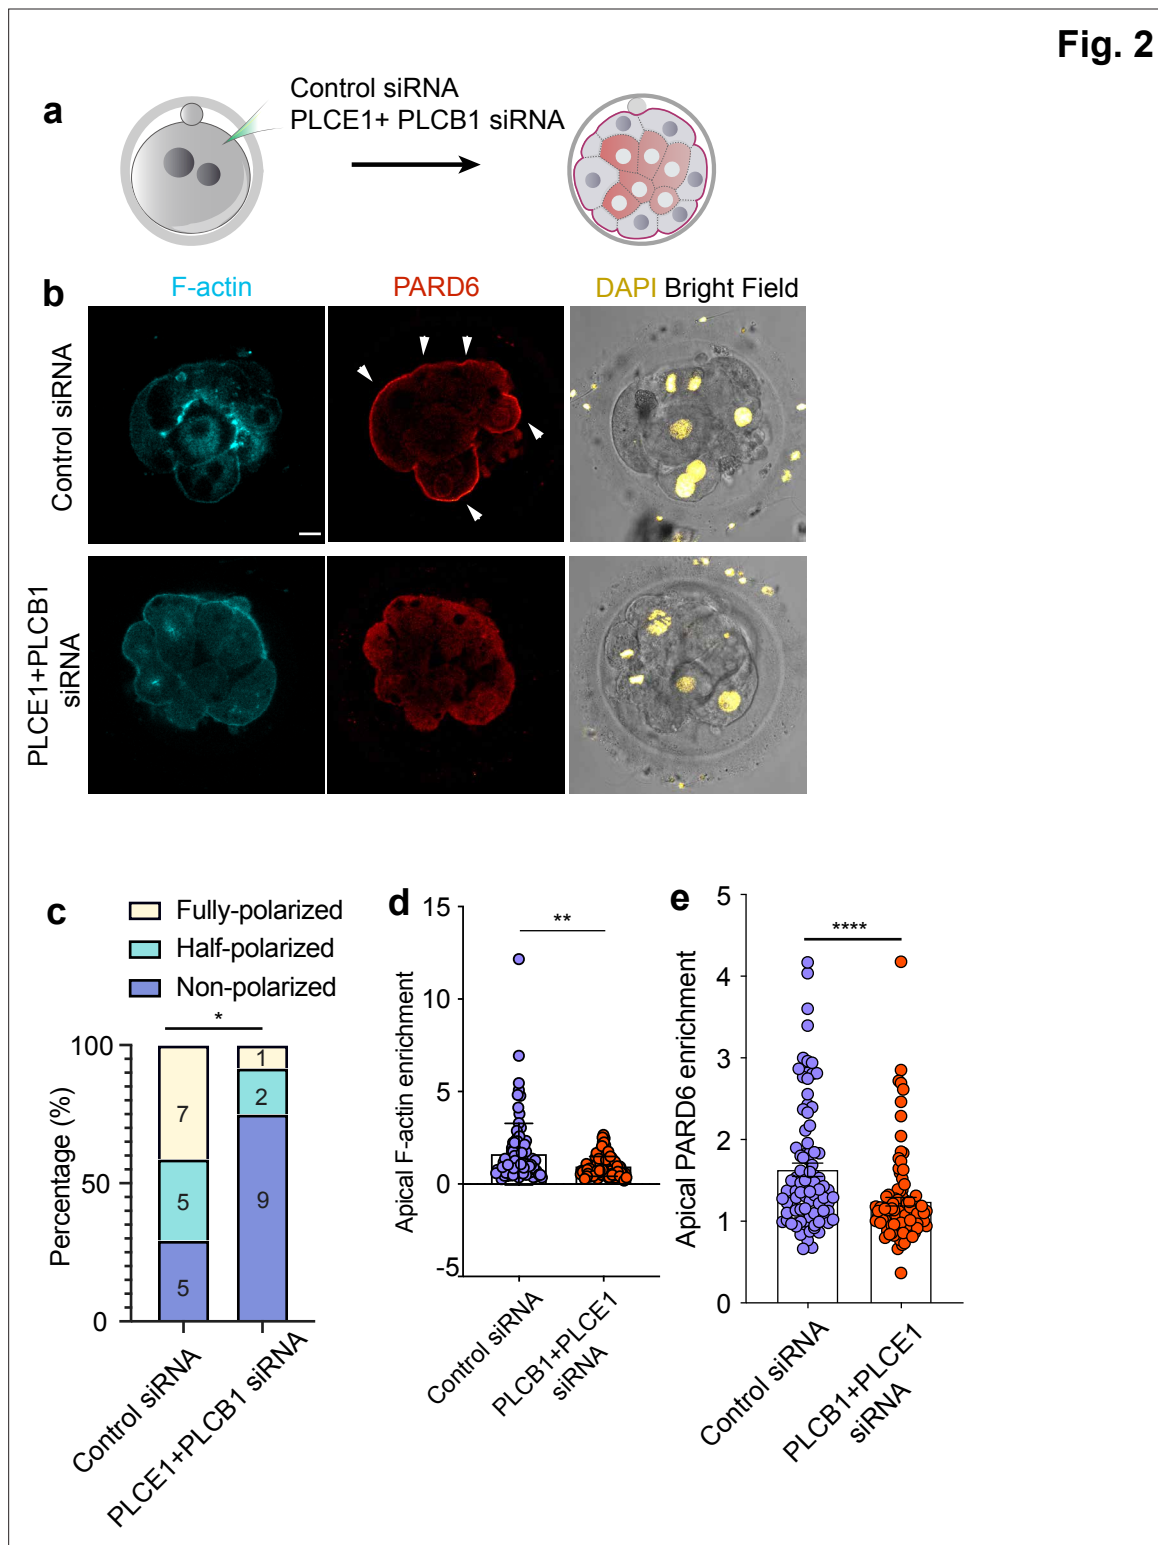 Fig. 2
a
Control siRNA
PLCE1+ PLCB1 siRNA
b
F-actin
PARD6
DAPI Bright Field
Control siRNA
PLCE1+PLCB1
siRNA
c
Fully-polarized
Half-polarized
Non-polarized
*
Percentage (%)
100
50
0
7
5
5
1
2
9
Control siRNA
PLCE1+PLCB1 siRNA
d
Apical F-actin enrichment
15
10
5
0
-5
**
Control siRNA
PLCB1+PLCE1
siRNA
e
Apical PARD6 enrichment
5
4
3
2
1
0
****
Control siRNA
PLCB1+PLCE1
siRNA